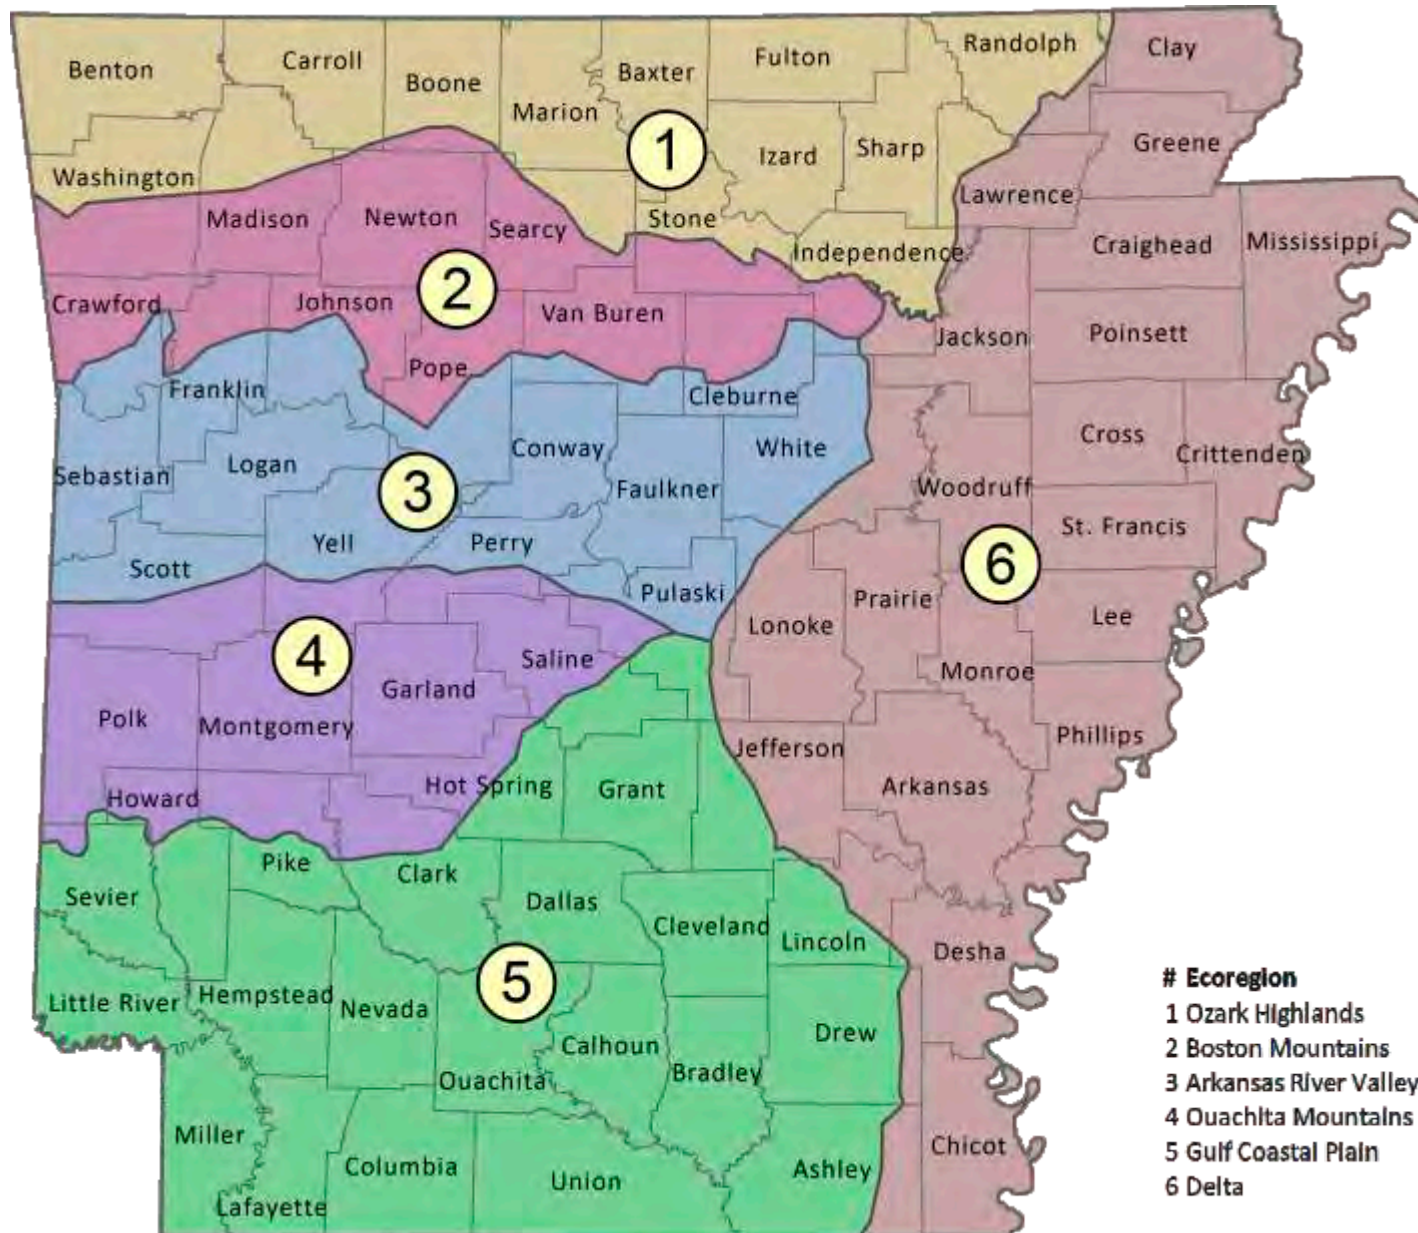 Benton
Carroll
Boone
Marion
Baxter
Fulton
Randolph
Clay
Washington
1
Izard
Sharp
Greene
Lawrence
Madison
Newton
Searcy
Stone
Independence
Craighead
Mississippi
Crawford
Johnson
2
Van Buren
Jackson
Poinsett
Pope
Franklin
Cleburne
Sebastian
Logan
3
Conway
Faulkner
White
Woodruff
Cross
Crittenden
Scott
Yell
Perry
Pulaski
St. Francis
6
Lonoke
Prairie
Lee
Monroe
Polk
4
Montgomery
Garland
Saline
Jefferson
Phillips
Howard
Hot Spring
Grant
Arkansas
Sevier
Pike
Clark
Dallas
Cleveland
Lincoln
Desha
Little River
Hempstead
Nevada
5
Ouachita
Calhoun
Bradley
Drew
Miller
Lafayette
Columbia
Union
Ashley
Chicot
# Ecoregion
1 Ozark Highlands
2 Boston Mountains
3 Arkansas River Valley
4 Ouachita Mountains
5 Gulf Coastal Plain
6 Delta